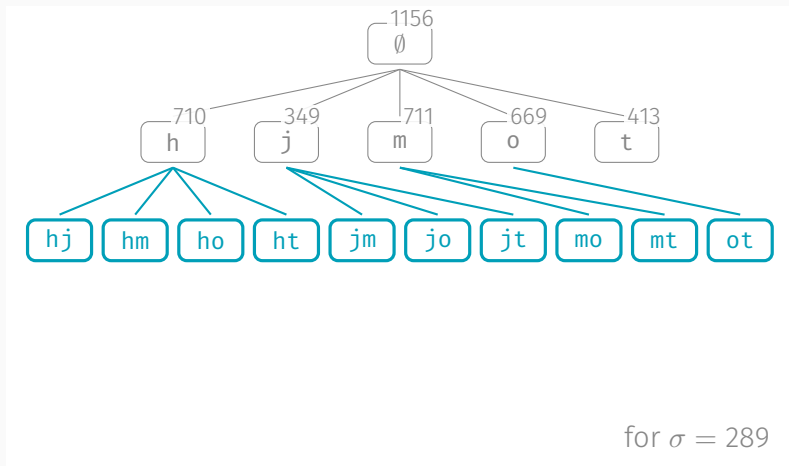 1156
∅
710 349 711 669 413
h j m o t
hj hm ho ht jm jo jt mo mt ot
for σ = 289